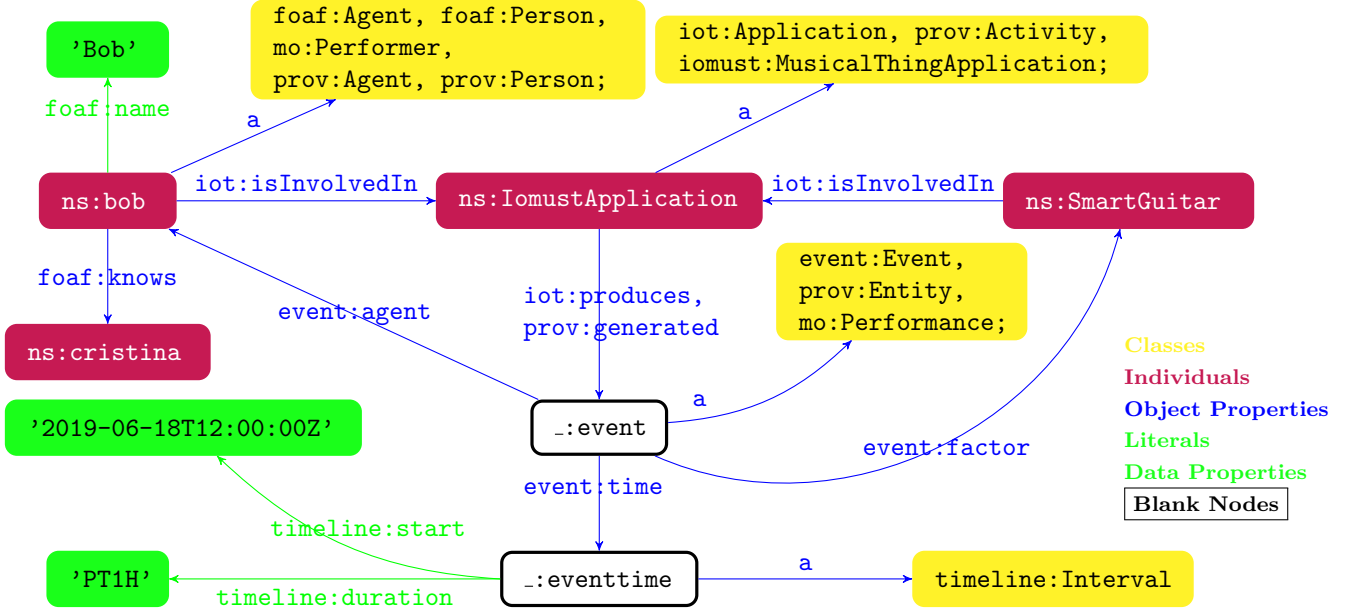 foaf:Agent, foaf:Person,
mo:Performer,
prov:Agent, prov:Person;
iot:Application, prov:Activity,
iomust:MusicalThingApplication;
'Bob'
foaf:name
a
a
ns:bob
iot:isInvolvedIn
ns:IomustApplication
iot:isInvolvedIn
ns:SmartGuitar
foaf:knows
event:agent
iot:produces,
prov:generated
event:Event,
prov:Entity,
mo:Performance;
ns:cristina
Classes
Individuals
Object Properties
Literals
Data Properties
Blank Nodes
a
'2019-06-18T12:00:00Z'
_:event
event:factor
event:time
timeline:start
'PT1H'
timeline:duration
_:eventtime
a
timeline:Interval